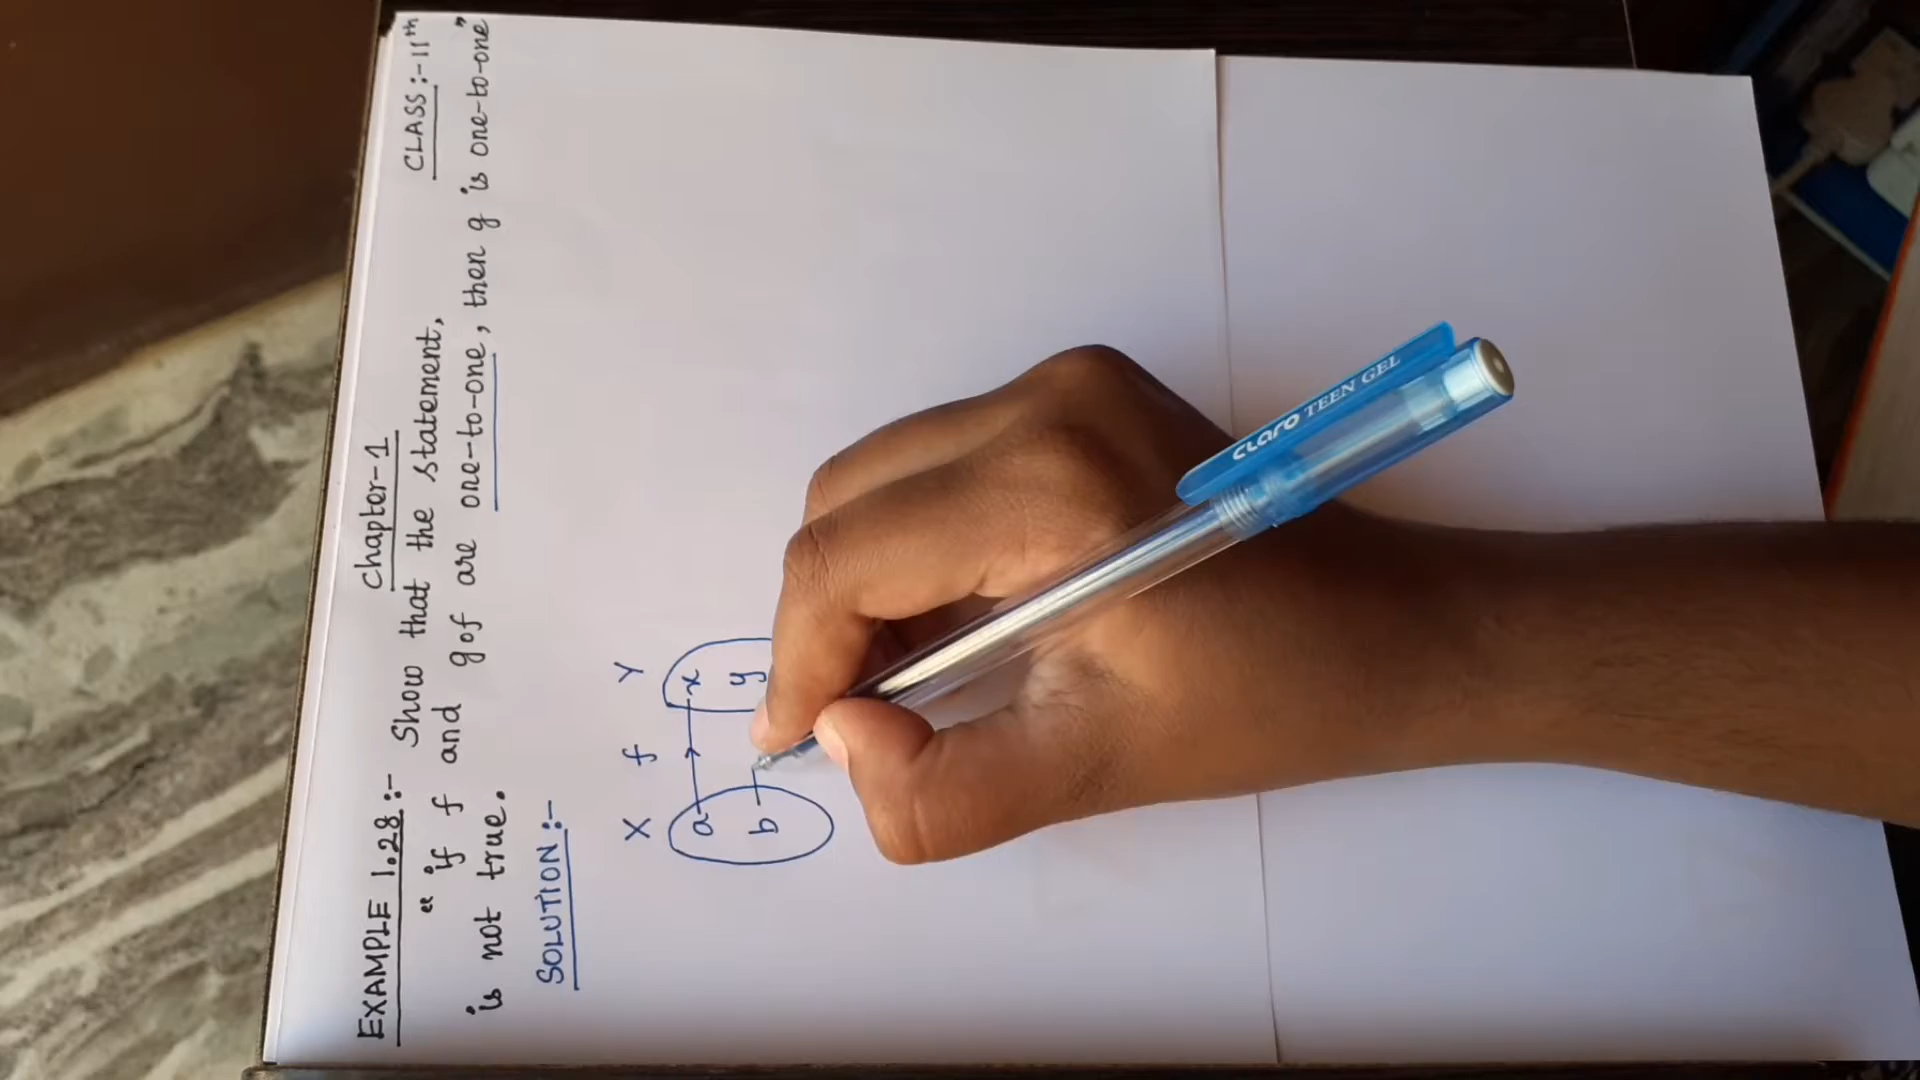 Chapter-1
CLASS:-11th
EXAMPLE 1.28:- Show that the statement,
“ if f and gof are one-to-one, then g is one-to-one”
is not true.
SOLUTION:-
X f Y
a x
b y
CLARO TEEN GEL